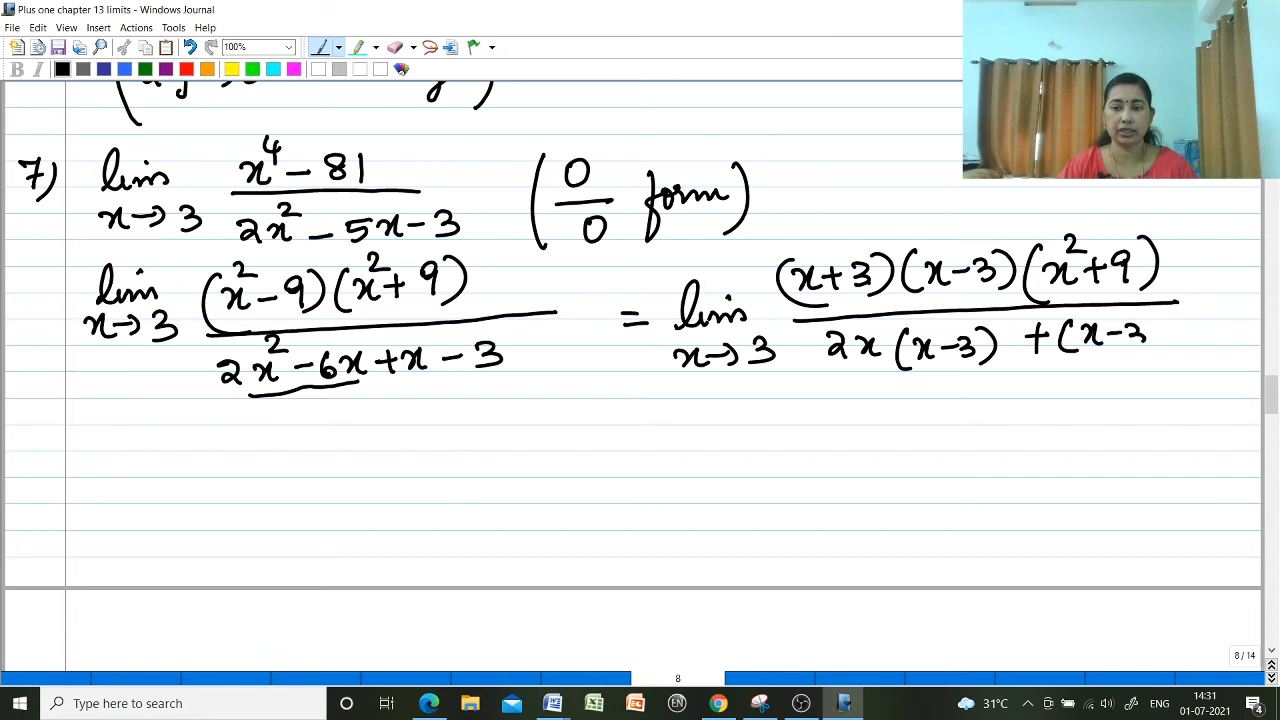 Plus one chapter 13 limits - Windows Journal
File Edit View Insert Actions Tools Help
100%
B I
7) lim x→3 (x⁴ - 81)/(2x² - 5x - 3) (0/0 form)
lim x→3 (x² - 9)(x² + 9)/(2x² - 6x + x - 3) = lim x→3 (x+3)(x-3)(x²+9)/(2x(x-3) + (x-3
8 / 14
8
Type here to search
31°C
ENG
14:31
01-07-2021